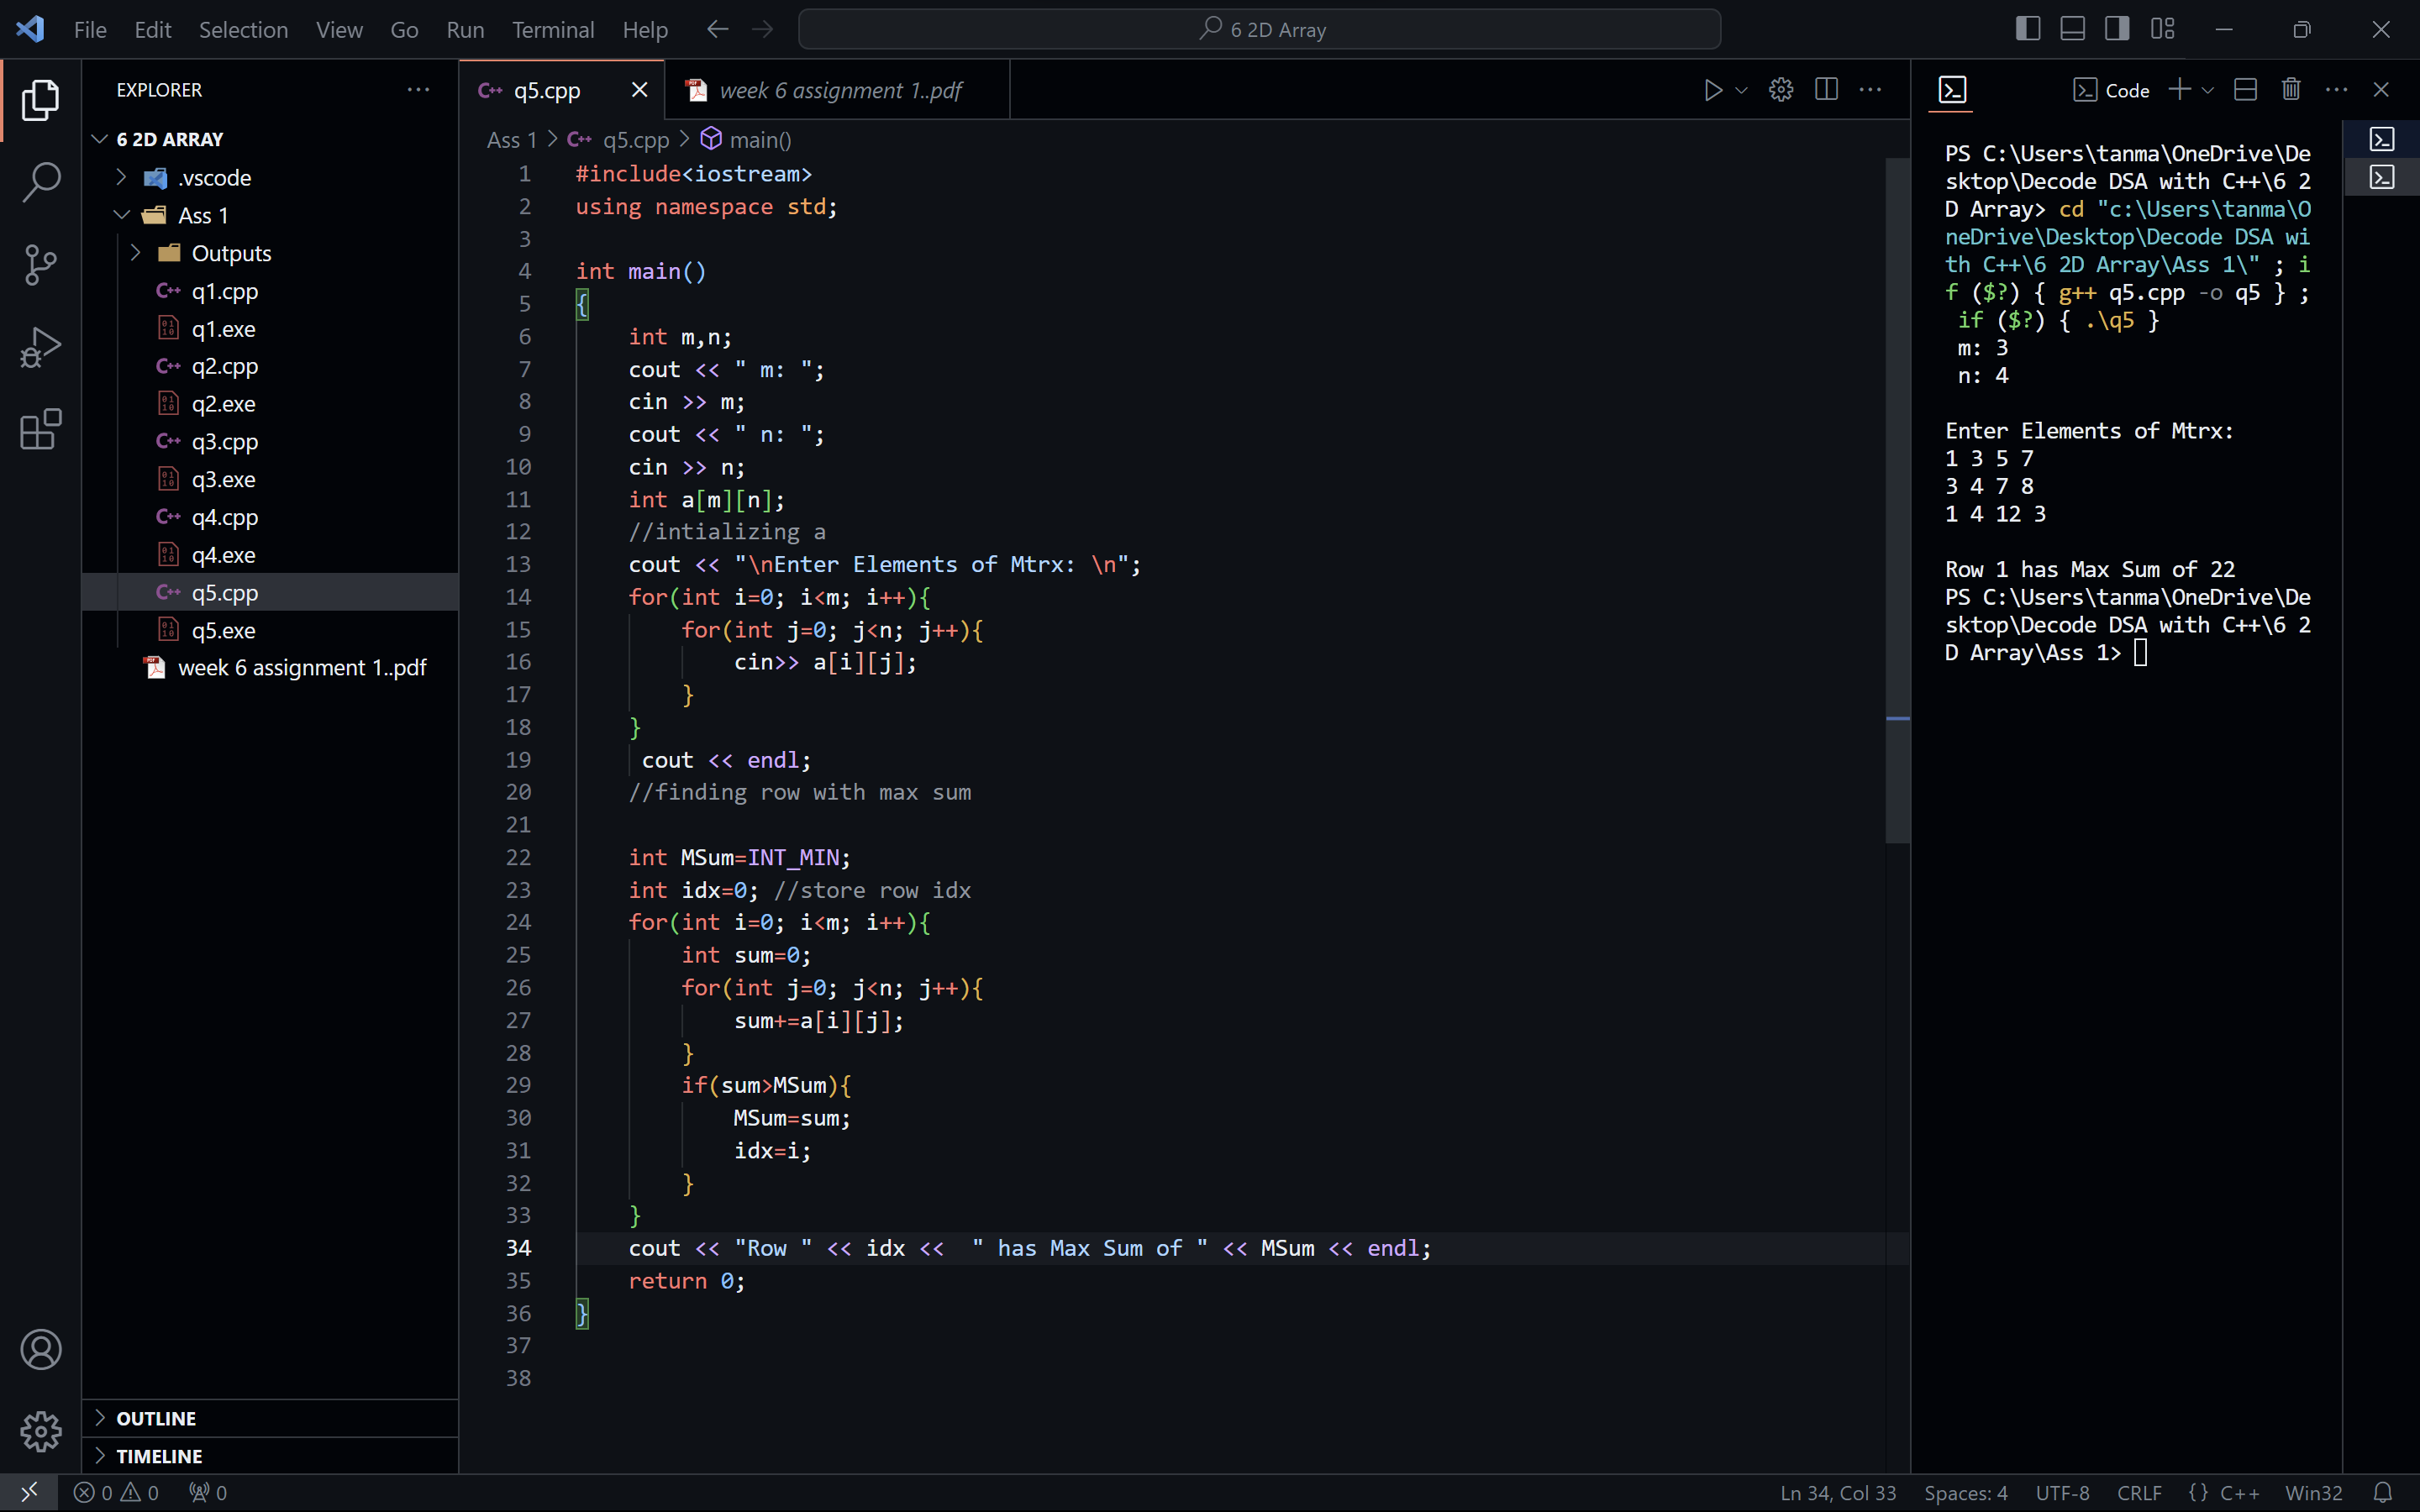 File Edit Selection View Go Run Terminal Help 6 2D Array
EXPLORER
6 2D ARRAY
.vscode
Ass 1
Outputs
q1.cpp
q1.exe
q2.cpp
q2.exe
q3.cpp
q3.exe
q4.cpp
q4.exe
q5.cpp
q5.exe
week 6 assignment 1..pdf
OUTLINE
TIMELINE
q5.cpp week 6 assignment 1..pdf
Ass 1 > q5.cpp > main()
1 #include<iostream>
2 using namespace std;
3
4 int main()
5 {
6     int m,n;
7     cout << " m: ";
8     cin >> m;
9     cout << " n: ";
10     cin >> n;
11     int a[m][n];
12     //intializing a
13     cout << "\nEnter Elements of Mtrx: \n";
14     for(int i=0; i<m; i++){
15         for(int j=0; j<n; j++){
16             cin>> a[i][j];
17         }
18     }
19      cout << endl;
20     //finding row with max sum
21
22     int MSum=INT_MIN;
23     int idx=0; //store row idx
24     for(int i=0; i<m; i++){
25         int sum=0;
26         for(int j=0; j<n; j++){
27             sum+=a[i][j];
28         }
29         if(sum>MSum){
30             MSum=sum;
31             idx=i;
32         }
33     }
34     cout << "Row " << idx <<  " has Max Sum of " << MSum << endl;
35     return 0;
36 }
37
38
Code
PS C:\Users\tanma\OneDrive\De
sktop\Decode DSA with C++\6 2
D Array> cd "c:\Users\tanma\O
neDrive\Desktop\Decode DSA wi
th C++\6 2D Array\Ass 1\" ; i
f ($?) { g++ q5.cpp -o q5 } ;
 if ($?) { .\q5 }
 m: 3
 n: 4

Enter Elements of Mtrx:
1 3 5 7
3 4 7 8
1 4 12 3

Row 1 has Max Sum of 22
PS C:\Users\tanma\OneDrive\De
sktop\Decode DSA with C++\6 2
D Array\Ass 1>
0 0 0 Ln 34, Col 33 Spaces: 4 UTF-8 CRLF {} C++ Win32